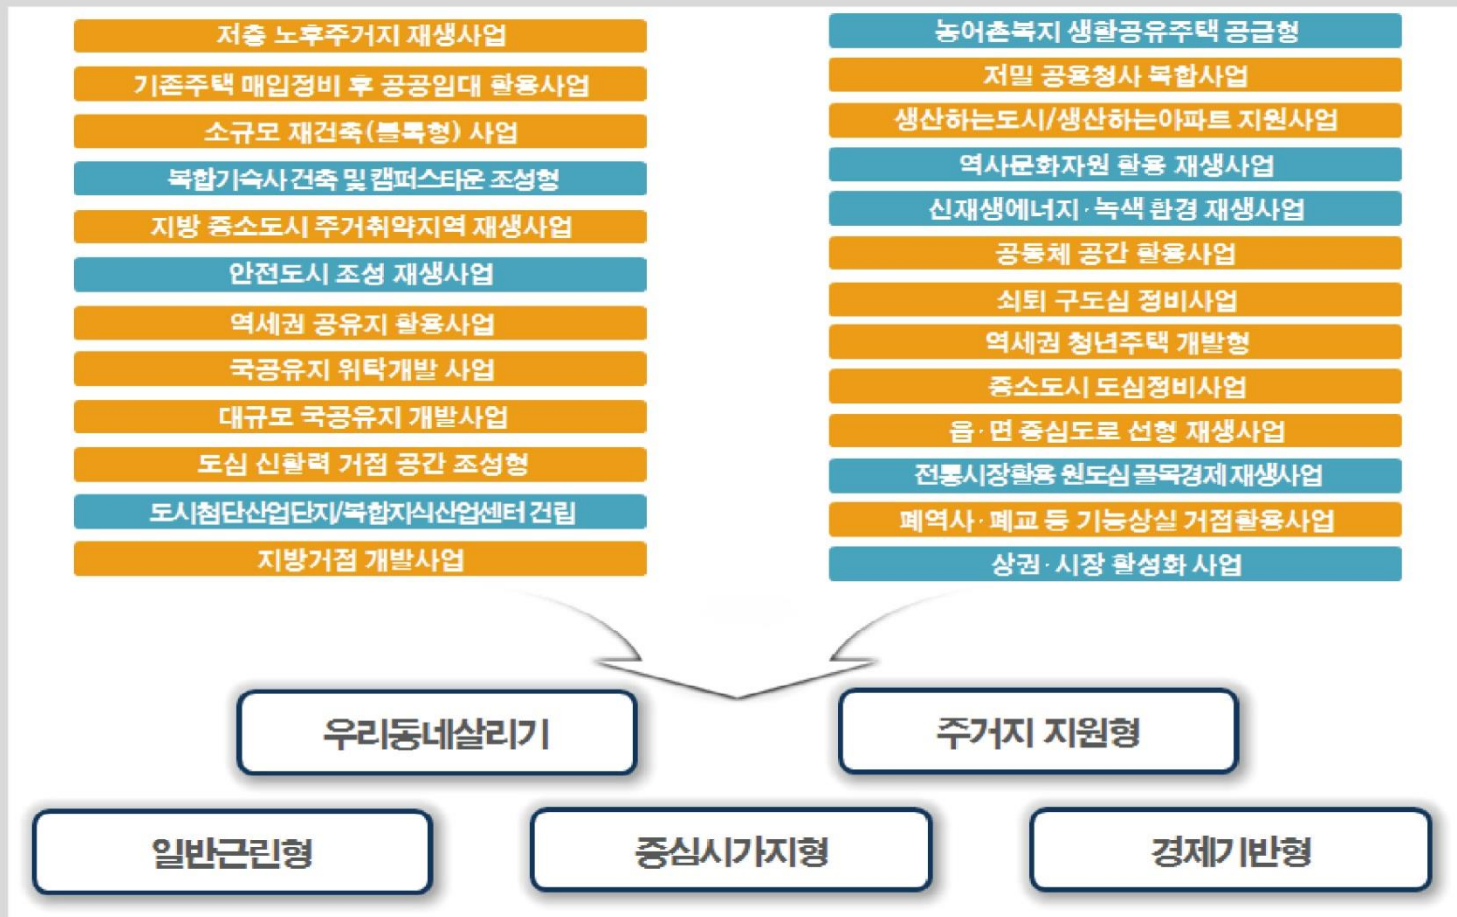 저층 노후주거지 재생사업
기존주택 매입정비 후 공공임대 활용사업
소규모 재건축(블록형) 사업
복합기숙사 건축 및 캠퍼스타운 조성형
지방 중소도시 주거취약지역 재생사업
안전도시 조성 재생사업
역세권 공유지 활용사업
국공유지 위탁개발 사업
대규모 국공유지 개발사업
도심 신활력 거점 공간 조성형
도시첨단산업단지/복합지식산업센터 건립
지방거점 개발사업
농어촌복지 생활공유주택 공급형
저밀 공용청사 복합사업
생산하는도시/생산하는아파트 지원사업
역사문화자원 활용 재생사업
신재생에너지·녹색 환경 재생사업
공동체 공간 활용사업
쇠퇴 구도심 정비사업
역세권 청년주택 개발형
중소도시 도심정비사업
읍·면 중심도로 선형 재생사업
전통시장활용 원도심 골목경제 재생사업
폐역사·폐교 등 기능상실 거점활용사업
상권·시장 활성화 사업
우리동네살리기
주거지 지원형
일반근린형
중심시가지형
경제기반형